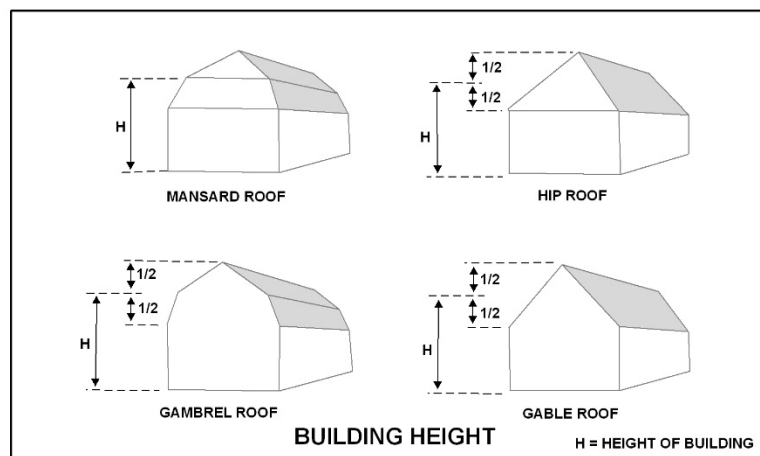 1/2
1/2
H
H
MANSARD ROOF
HIP ROOF
1/2
1/2
1/2
1/2
H
H
GAMBREL ROOF
GABLE ROOF
BUILDING HEIGHT
H = HEIGHT OF BUILDING